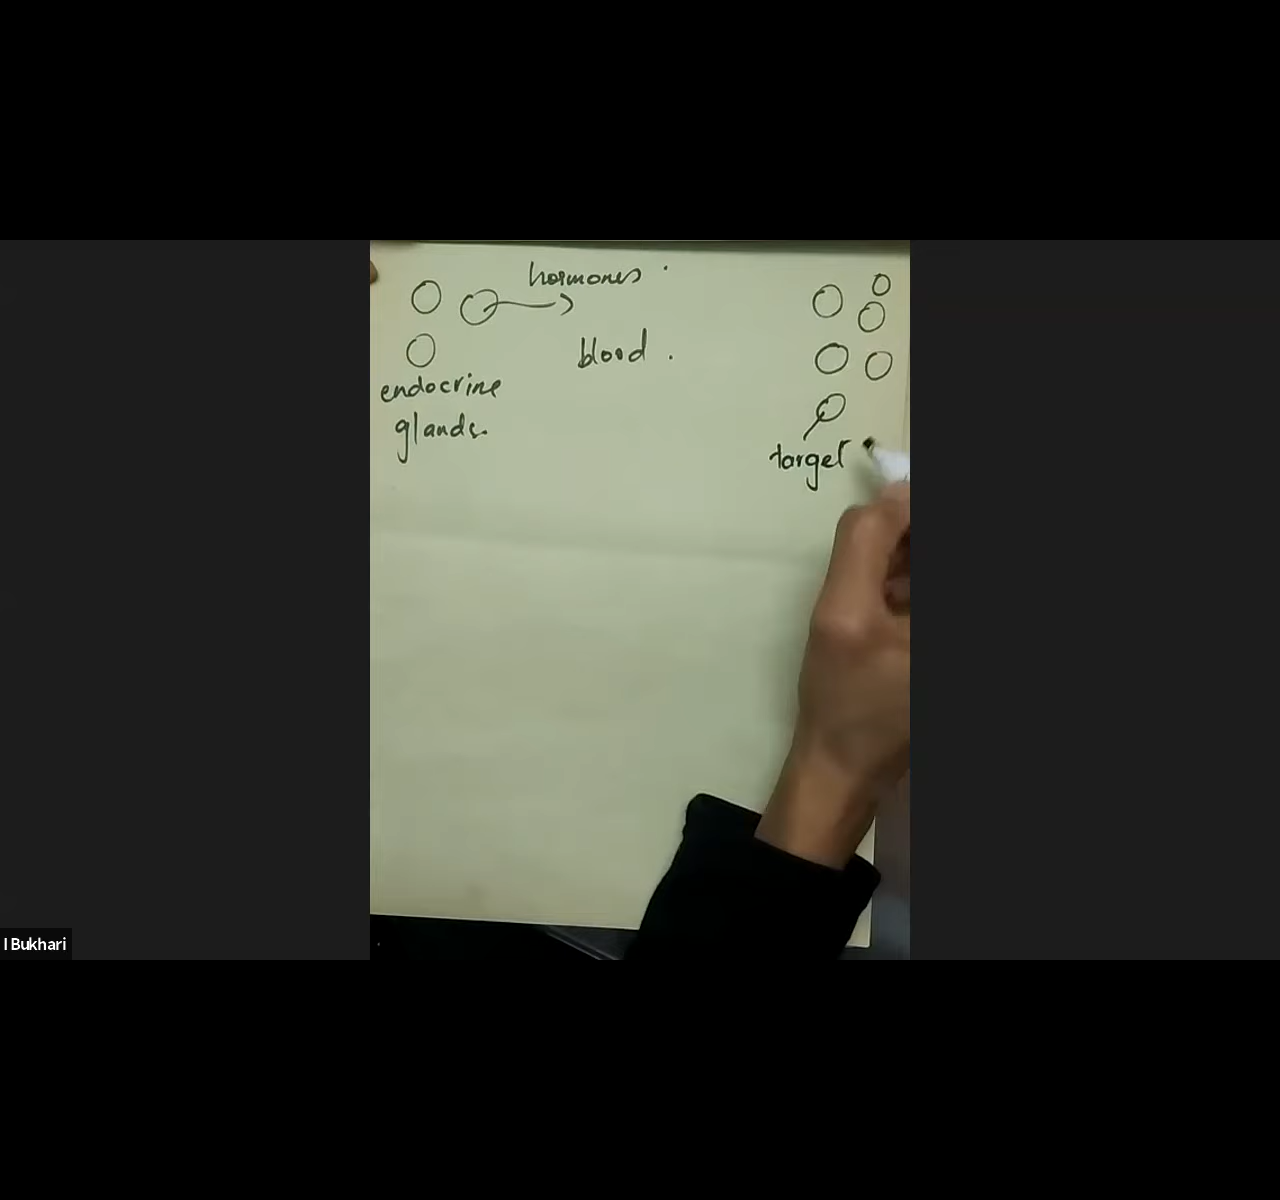 hormones.
blood.
endocrine
glands.
target
I Bukhari